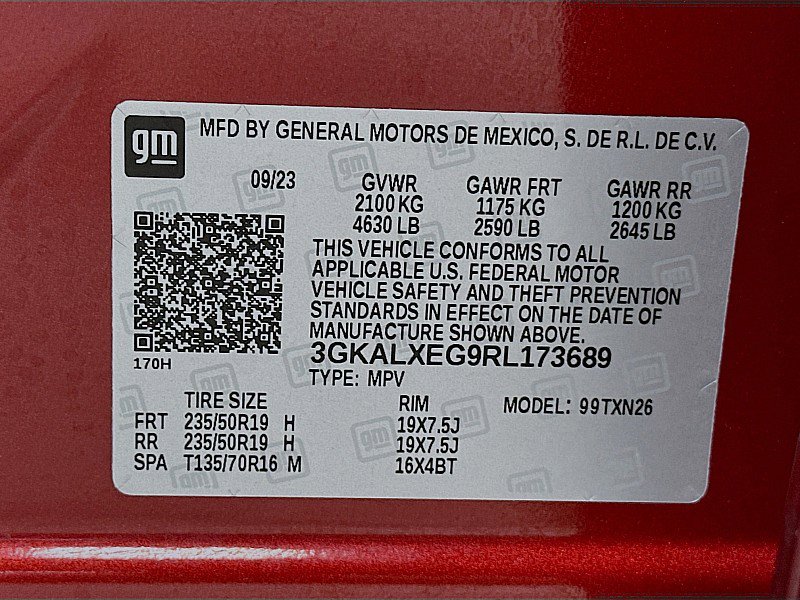 gm MFD BY GENERAL MOTORS DE MEXICO, S. DE R.L. DE C.V.
09/23 GVWR GAWR FRT GAWR RR
2100 KG 1175 KG 1200 KG
4630 LB 2590 LB 2645 LB
THIS VEHICLE CONFORMS TO ALL
APPLICABLE U.S. FEDERAL MOTOR
VEHICLE SAFETY AND THEFT PREVENTION
STANDARDS IN EFFECT ON THE DATE OF
MANUFACTURE SHOWN ABOVE.
170H 3GKALXEG9RL173689
TYPE: MPV
TIRE SIZE RIM MODEL: 99TXN26
FRT 235/50R19 H 19X7.5J
RR 235/50R19 H 19X7.5J
SPA T135/70R16 M 16X4BT